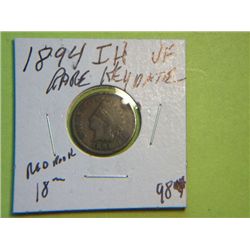 1894 IH VF
RARE KEY DATE
RED BOOK
18
98